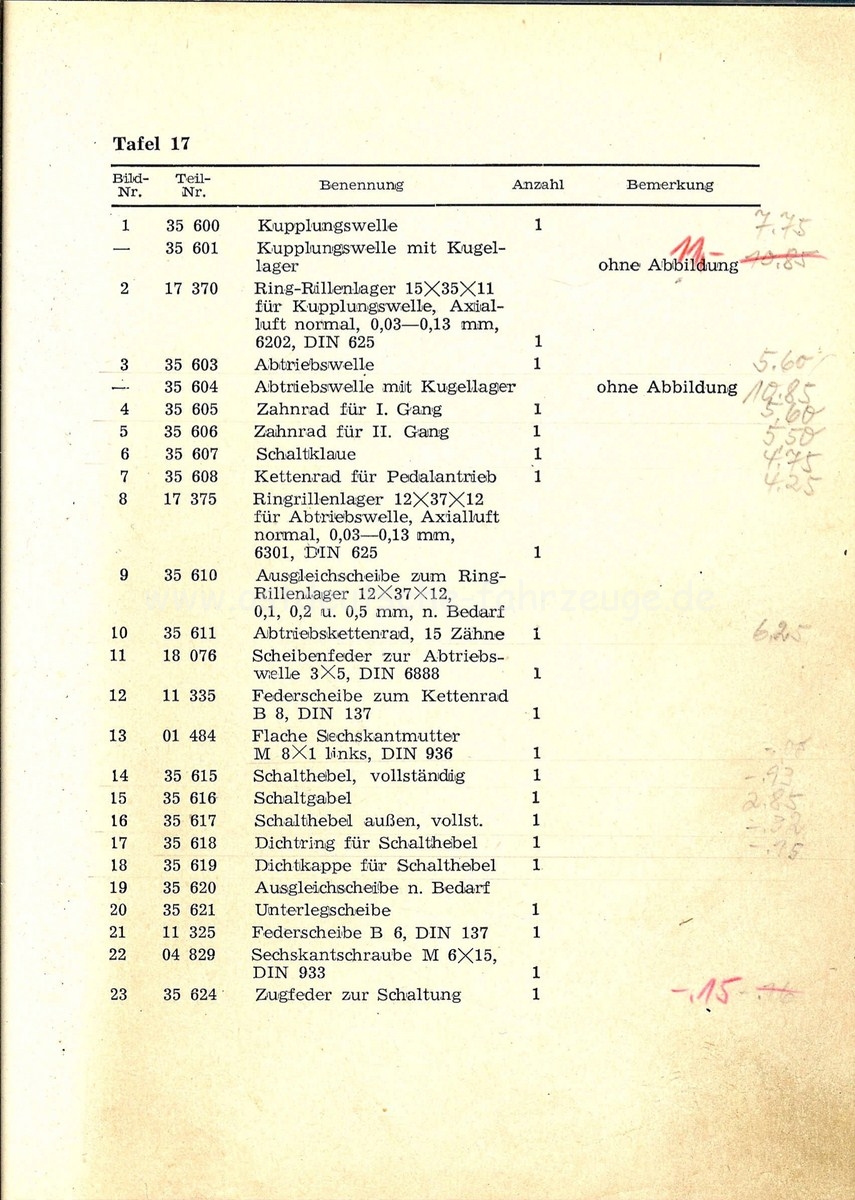 Tafel 17
Bild-Nr. Teil-Nr. Benennung Anzahl Bemerkung
1 35 600 Kupplungswelle 1 7.75
— 35 601 Kupplungswelle mit Kugel-
lager ohne Abbildung 11,- 10.85
2 17 370 Ring-Rillenlager 15×35×11
für Kupplungswelle, Axial-
luft normal, 0,03—0,13 mm,
6202, DIN 625 1
3 35 603 Abtriebswelle 1 5.60
— 35 604 Abtriebswelle mit Kugellager ohne Abbildung 10.85
4 35 605 Zahnrad für I. Gang 1 5.60
5 35 606 Zahnrad für II. Gang 1 5.50
6 35 607 Schaltklaue 1 4.75
7 35 608 Kettenrad für Pedalantrieb 1 4.25
8 17 375 Ringrillenlager 12×37×12
für Abtriebswelle, Axialluft
normal, 0,03—0,13 mm,
6301, DIN 625 1
9 35 610 Ausgleichscheibe zum Ring-
Rillenlager 12×37×12,
0,1, 0,2 u. 0,5 mm, n. Bedarf
10 35 611 Abtriebskettenrad, 15 Zähne 1 6.25
11 18 076 Scheibenfeder zur Abtriebs-
welle 3×5, DIN 6888 1
12 11 335 Federscheibe zum Kettenrad
B 8, DIN 137 1
13 01 484 Flache Sechskantmutter
M 8×1 links, DIN 936 1
14 35 615 Schalthebel, vollständig 1 -.93
15 35 616 Schaltgabel 1 2.85
16 35 617 Schalthebel außen, vollst. 1 -.32
17 35 618 Dichtring für Schalthebel 1 -.15
18 35 619 Dichtkappe für Schalthebel 1
19 35 620 Ausgleichscheibe n. Bedarf
20 35 621 Unterlegscheibe 1
21 11 325 Federscheibe B 6, DIN 137 1
22 04 829 Sechskantschraube M 6×15,
DIN 933 1
23 35 624 Zugfeder zur Schaltung 1 -.15 -.16